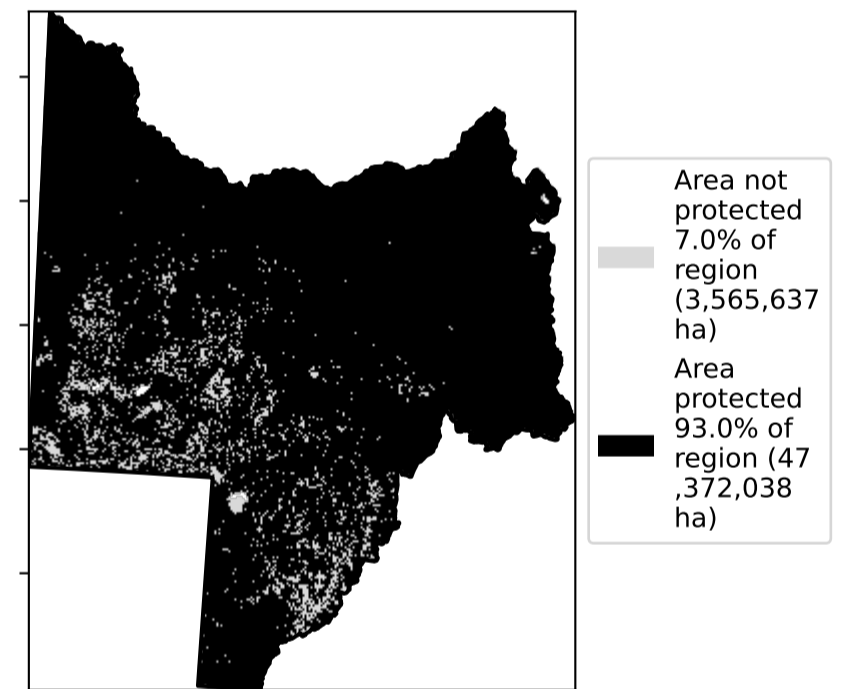 Area not
protected
7.0% of
region
(3,565,637
ha)
Area
protected
93.0% of
region (47
,372,038
ha)